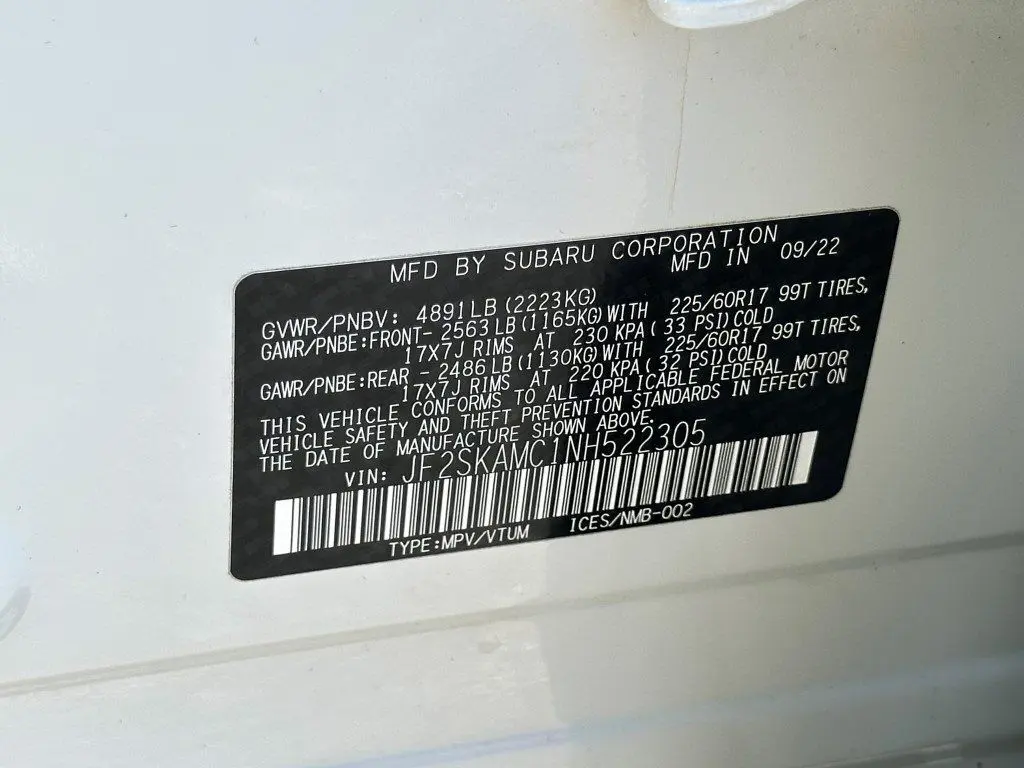 MFD BY SUBARU CORPORATION
MFD IN 09/22
GVWR/PNBV: 4891LB(2223KG)
GAWR/PNBE:FRONT- 2563LB(1165KG)WITH 225/60R17 99T TIRES,
17X7J RIMS AT 230 KPA( 33 PSI)COLD
GAWR/PNBE:REAR - 2486LB(1130KG)WITH 225/60R17 99T TIRES,
17X7J RIMS AT 220 KPA( 32 PSI)COLD
THIS VEHICLE CONFORMS TO ALL APPLICABLE FEDERAL MOTOR
VEHICLE SAFETY AND THEFT PREVENTION STANDARDS IN EFFECT ON
THE DATE OF MANUFACTURE SHOWN ABOVE.
VIN: JF2SKAMC1NH522305
TYPE:MPV/VTUM ICES/NMB-002